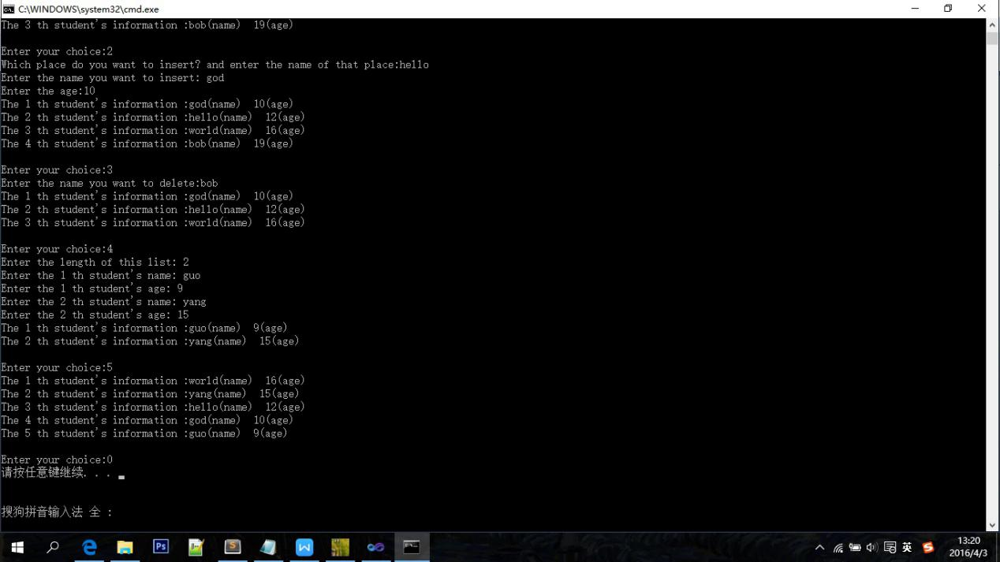 C:\WINDOWS\system32\cmd.exe
The 3 th student's information :bob(name)  19(age)
Enter your choice:2
Which place do you want to insert? and enter the name of that place:hello
Enter the name you want to insert: god
Enter the age:10
The 1 th student's information :god(name)  10(age)
The 2 th student's information :hello(name)  12(age)
The 3 th student's information :world(name)  16(age)
The 4 th student's information :bob(name)  19(age)
Enter your choice:3
Enter the name you want to delete:bob
The 1 th student's information :god(name)  10(age)
The 2 th student's information :hello(name)  12(age)
The 3 th student's information :world(name)  16(age)
Enter your choice:4
Enter the length of this list: 2
Enter the 1 th student's name: guo
Enter the 1 th student's age: 9
Enter the 2 th student's name: yang
Enter the 2 th student's age: 15
The 1 th student's information :guo(name)  9(age)
The 2 th student's information :yang(name)  15(age)
Enter your choice:5
The 1 th student's information :world(name)  16(age)
The 2 th student's information :yang(name)  15(age)
The 3 th student's information :hello(name)  12(age)
The 4 th student's information :god(name)  10(age)
The 5 th student's information :guo(name)  9(age)
Enter your choice:0
请按任意键继续. . .
搜狗拼音输入法 全 :
Ps
英
13:20
2016/4/3